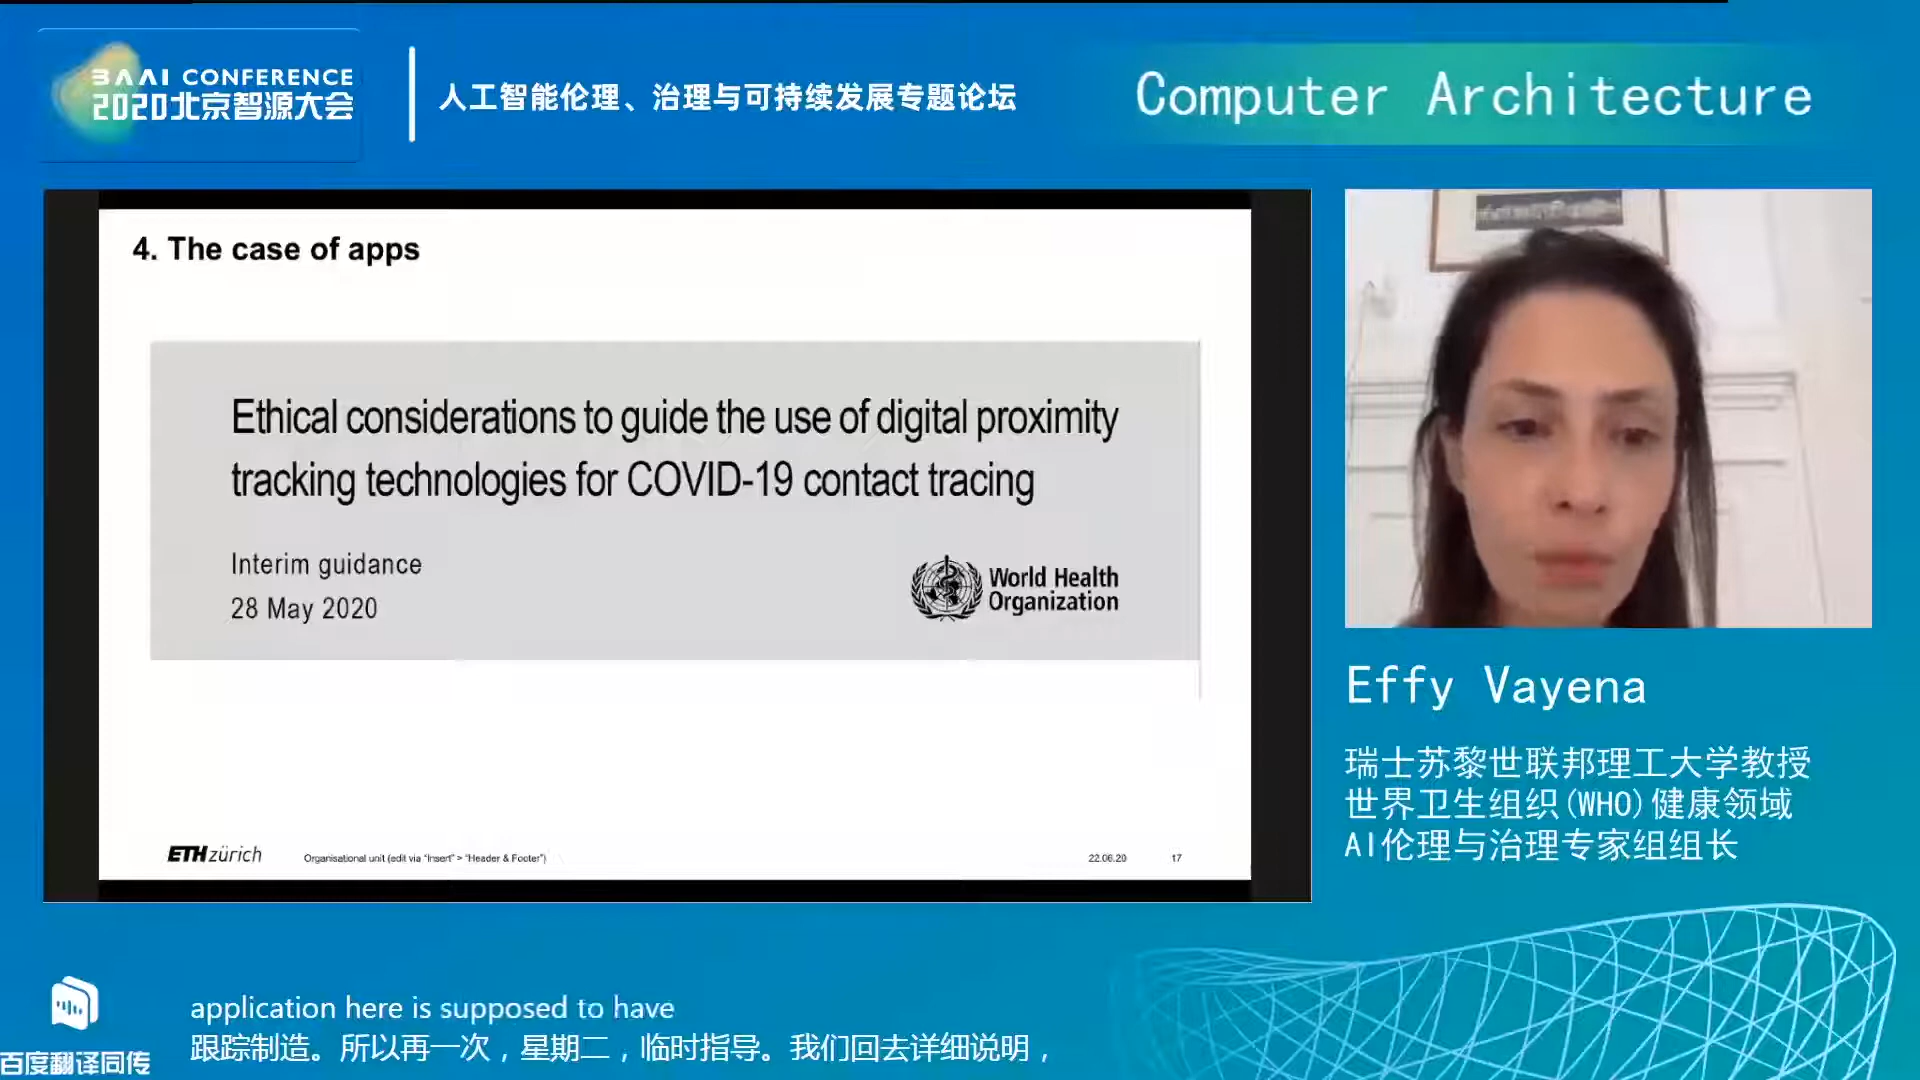 BAAI CONFERENCE
2020北京智源大会
人工智能伦理、治理与可持续发展专题论坛
Computer Architecture
4. The case of apps
Ethical considerations to guide the use of digital proximity
tracking technologies for COVID-19 contact tracing
Interim guidance
28 May 2020
World Health
Organization
ETH zürich
Organisational unit (edit via "Insert" > "Header & Footer")
22.06.20
17
Effy Vayena
瑞士苏黎世联邦理工大学教授
世界卫生组织(WHO)健康领域
AI伦理与治理专家组组长
application here is supposed to have
跟踪制造。所以再一次，星期二，临时指导。我们回去详细说明，
百度翻译同传